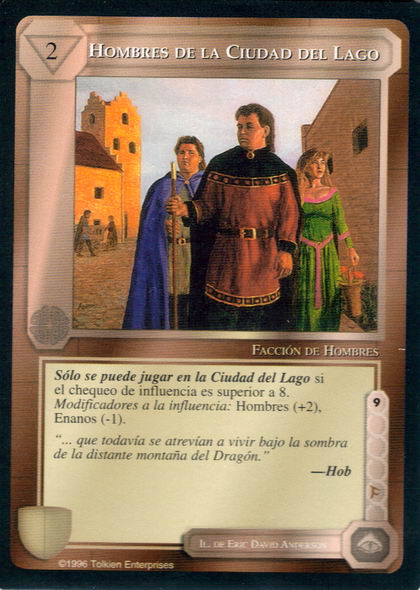 2
HOMBRES DE LA CIUDAD DEL LAGO
FACCIÓN DE HOMBRES
Sólo se puede jugar en la Ciudad del Lago si
el chequeo de influencia es superior a 8.
Modificadores a la influencia: Hombres (+2),
Enanos (-1).
9
"... que todavía se atrevían a vivir bajo la sombra
de la distante montaña del Dragón."
—Hob
IL. DE ERIC DAVID ANDERSON
©1996 Tolkien Enterprises